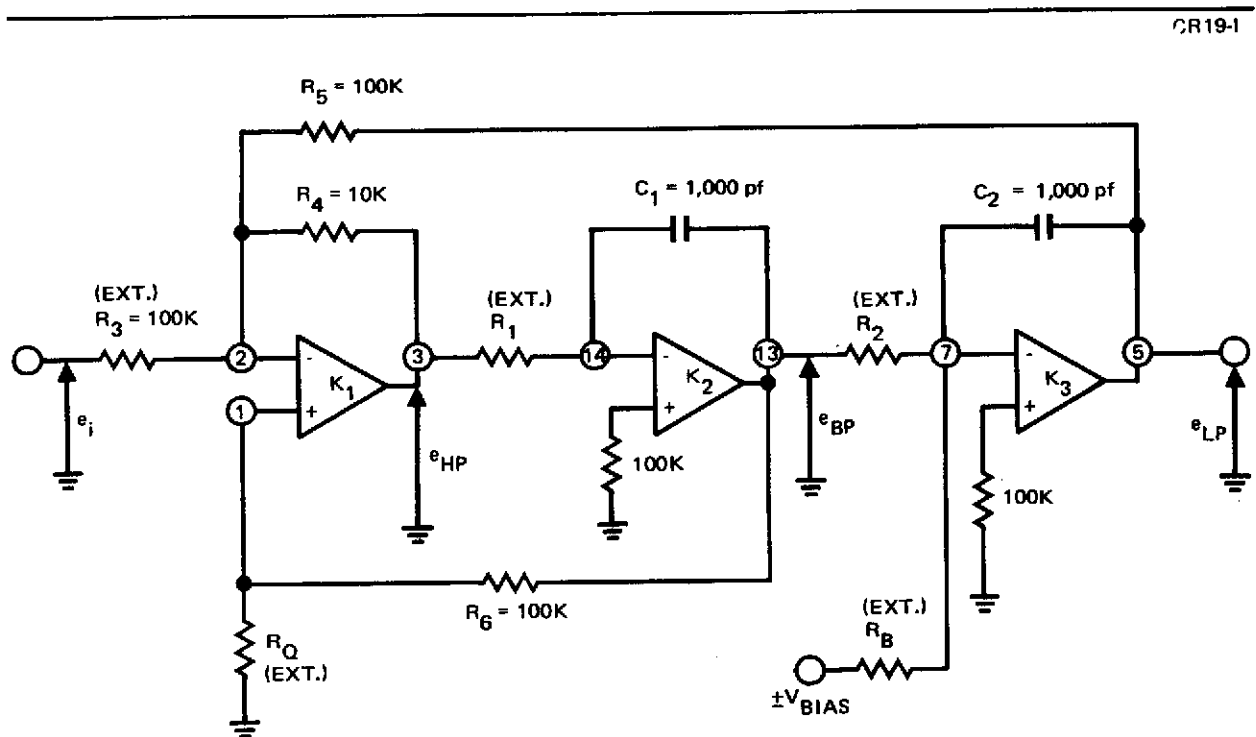 CR19-1
R5 = 100K
R4 = 10K
C1 = 1,000 pf
C2 = 1,000 pf
(EXT.)
R3 = 100K
(EXT.)
R1
(EXT.)
R2
2
-
K1
3
14
-
K2
13
7
-
K3
5
1
+
+
+
ei
eHP
100K
eBP
100K
eLP
R6 = 100K
RQ
(EXT.)
(EXT.)
RB
±VBIAS